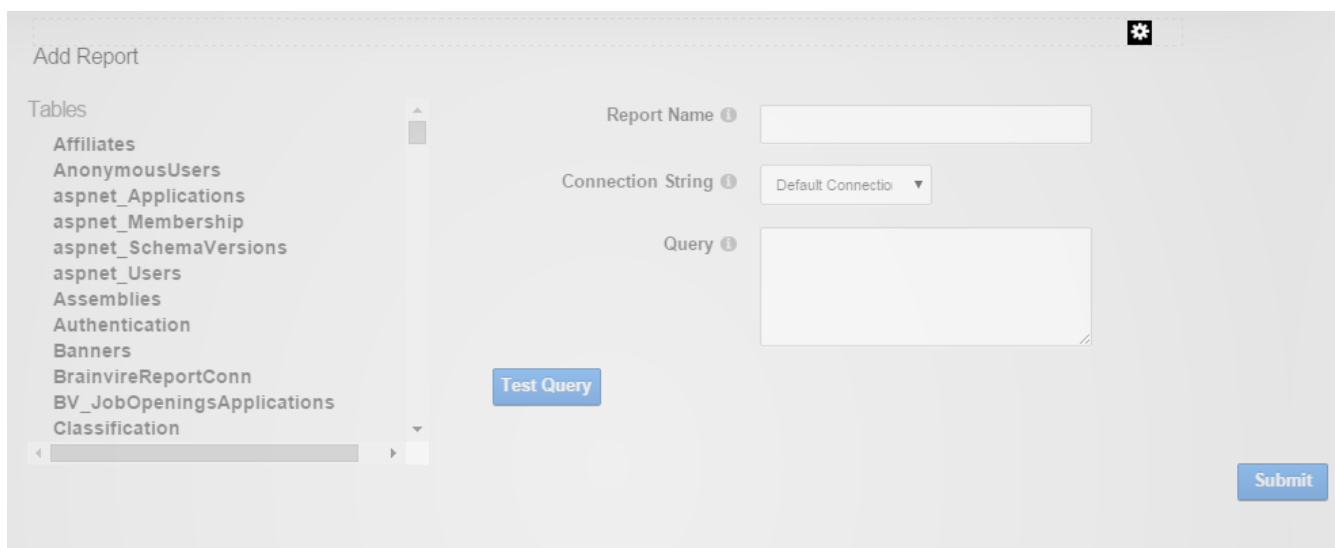 Add Report
Tables
Affiliates
AnonymousUsers
aspnet_Applications
aspnet_Membership
aspnet_SchemaVersions
aspnet_Users
Assemblies
Authentication
Banners
BrainvireReportConn
BV_JobOpeningsApplications
Classification
Report Name
Connection String
Default Connectio
Query
Test Query
Submit